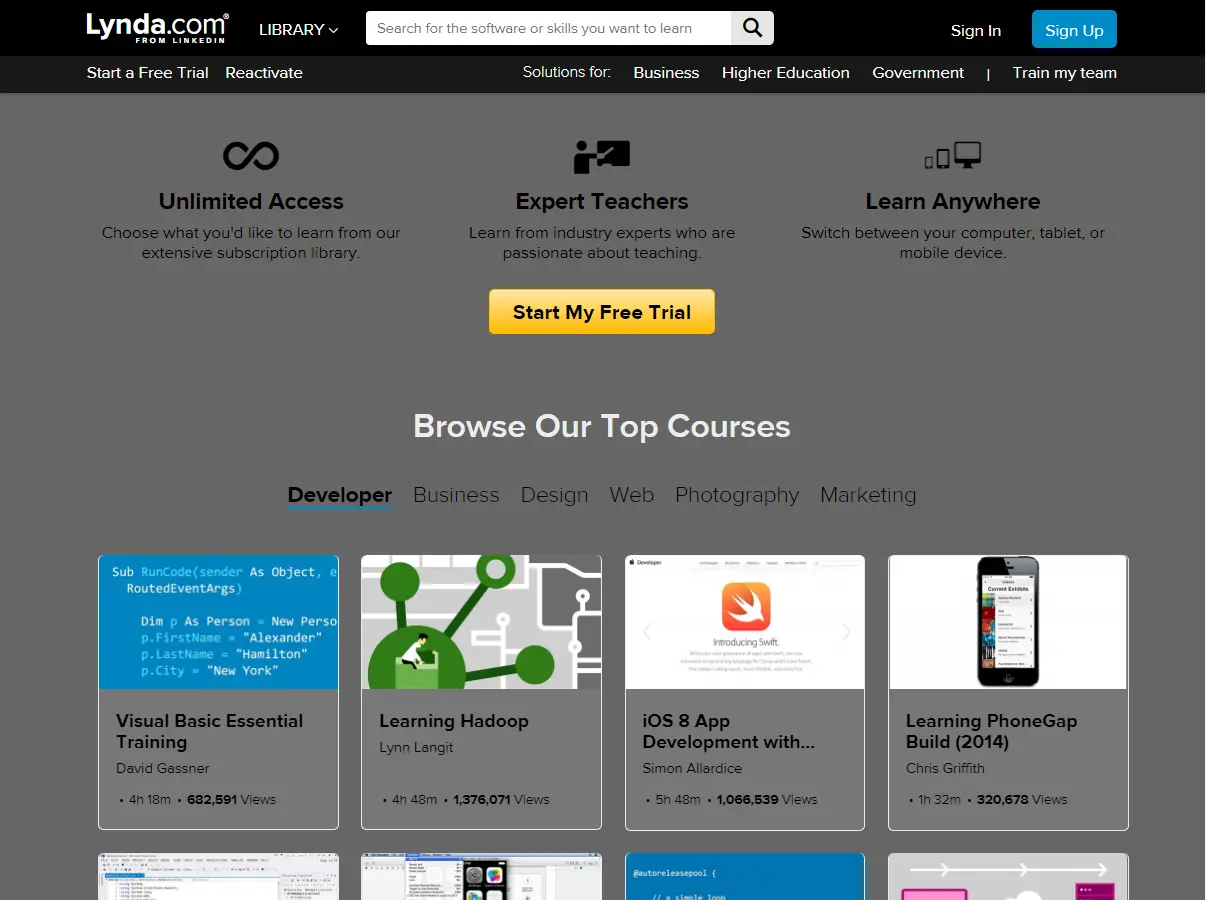 Lynda.com®
FROM LINKEDIN
LIBRARY
Search for the software or skills you want to learn
Sign In
Sign Up
Start a Free Trial
Reactivate
Solutions for:
Business
Higher Education
Government
|
Train my team
Unlimited Access
Choose what you'd like to learn from our
extensive subscription library.
Expert Teachers
Learn from industry experts who are
passionate about teaching.
Learn Anywhere
Switch between your computer, tablet, or
mobile device.
Start My Free Trial
Browse Our Top Courses
Developer Business Design Web Photography Marketing
Sub RunCode(sender As Object, e
RoutedEventArgs)
Dim p As Person = New Perso
p.FirstName = "Alexander"
p.LastName = "Hamilton"
p.City = "New York"
Visual Basic Essential
Training
David Gassner
• 4h 18m • 682,591 Views
Learning Hadoop
Lynn Langit
• 4h 48m • 1,376,071 Views
Developer
Introducing Swift.
iOS 8 App
Development with...
Simon Allardice
• 5h 48m • 1,066,539 Views
Current Exhibits
Learning PhoneGap
Build (2014)
Chris Griffith
• 1h 32m • 320,678 Views
@autoreleasepool {
// a simple loop